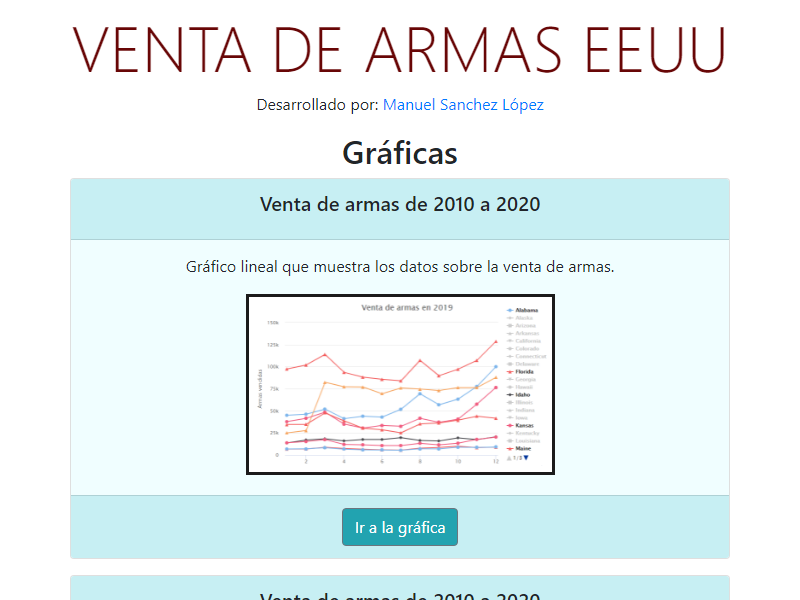 VENTA DE ARMAS EEUU
Desarrollado por: Manuel Sanchez López
Gráficas
Venta de armas de 2010 a 2020
Gráfico lineal que muestra los datos sobre la venta de armas.
Venta de armas en 2019
Armas vendidas
150k
125k
100k
75k
50k
25k
0
2
4
6
8
10
12
Alabama
Alaska
Arizona
Arkansas
California
Colorado
Connecticut
Delaware
Florida
Georgia
Hawaii
Idaho
Illinois
Indiana
Iowa
Kansas
Kentucky
Louisiana
Maine
Ir a la gráfica
Venta de armas de 2010 a 2020